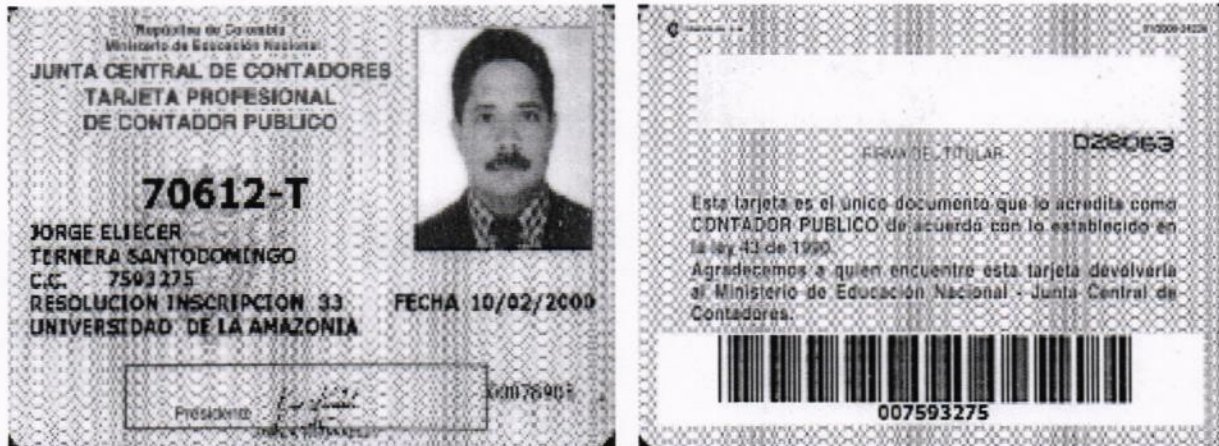 República de Colombia
Ministerio de Educación Nacional
JUNTA CENTRAL DE CONTADORES
TARJETA PROFESIONAL
DE CONTADOR PUBLICO
70612-T
JORGE ELIECER
TERNERA SANTODOMINGO
C.C. 7593275
RESOLUCION INSCRIPCION 33 FECHA 10/02/2000
UNIVERSIDAD DE LA AMAZONIA
Presidente
FIRMA DEL TITULAR
D28063
Esta tarjeta es el único documento que lo acredita como
CONTADOR PUBLICO de acuerdo con lo establecido en
la ley 43 de 1990.
Agradecemos a quien encuentre esta tarjeta devolverla
al Ministerio de Educación Nacional - Junta Central de
Contadores.
007593275